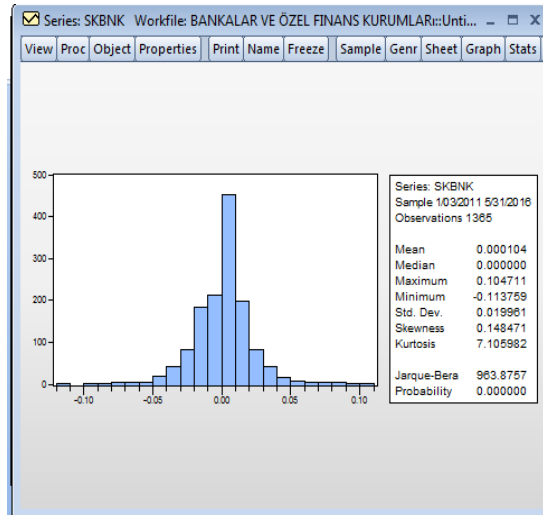 Series: SKBNK Workfile: BANKALAR VE ÖZEL FINANS KURUMLARı::Unti...
View Proc Object Properties Print Name Freeze Sample Genr Sheet Graph Stats
500
400
300
200
100
0
-0.10 -0.05 0.00 0.05 0.10
Series: SKBNK
Sample 1/03/2011 5/31/2016
Observations 1365
Mean 0.000104
Median 0.000000
Maximum 0.104711
Minimum -0.113759
Std. Dev. 0.019961
Skewness 0.148471
Kurtosis 7.105982
Jarque-Bera 963.8757
Probability 0.000000